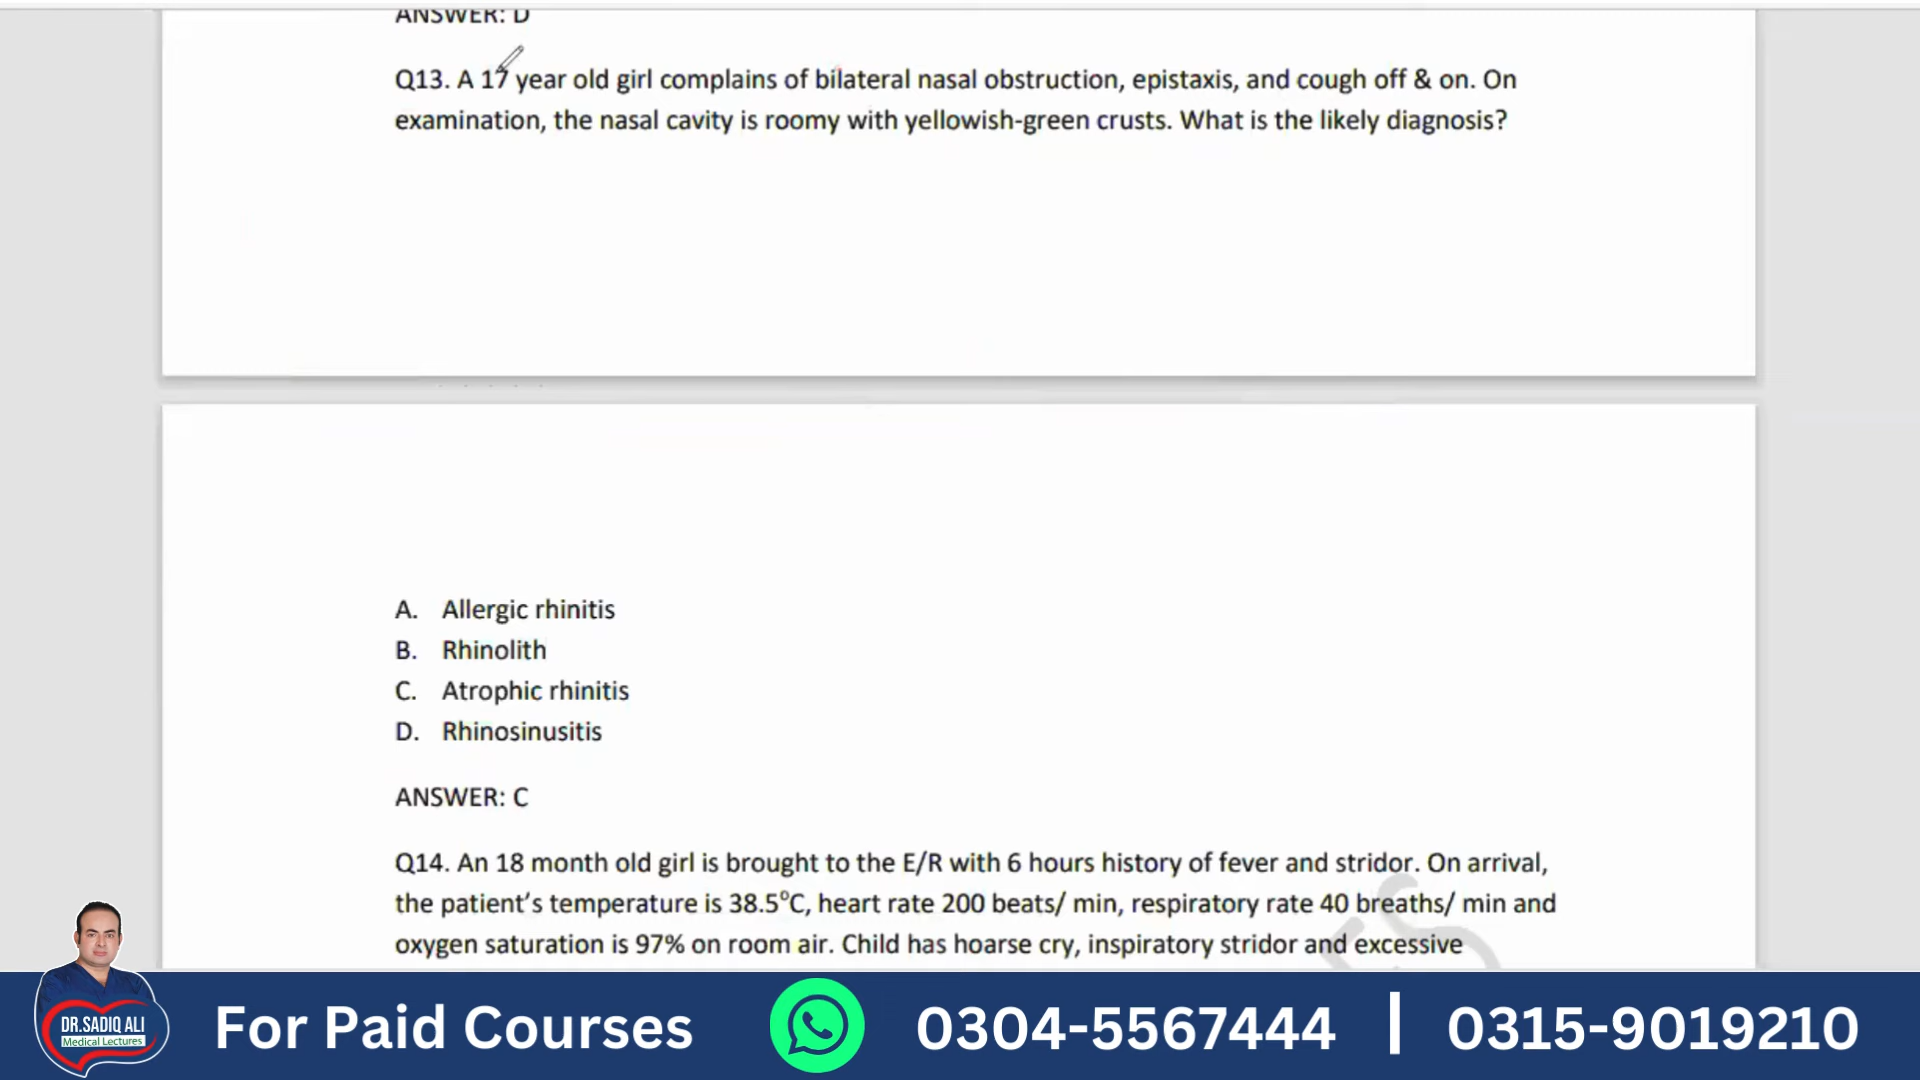 ANSWER: D
Q13. A 17 year old girl complains of bilateral nasal obstruction, epistaxis, and cough off & on. On
examination, the nasal cavity is roomy with yellowish-green crusts. What is the likely diagnosis?
A. Allergic rhinitis
B. Rhinolith
C. Atrophic rhinitis
D. Rhinosinusitis
ANSWER: C
Q14. An 18 month old girl is brought to the E/R with 6 hours history of fever and stridor. On arrival,
the patient's temperature is 38.5⁰C, heart rate 200 beats/ min, respiratory rate 40 breaths/ min and
oxygen saturation is 97% on room air. Child has hoarse cry, inspiratory stridor and excessive
DR.SADIQ ALI
Medical Lectures
For Paid Courses
0304-5567444 | 0315-9019210